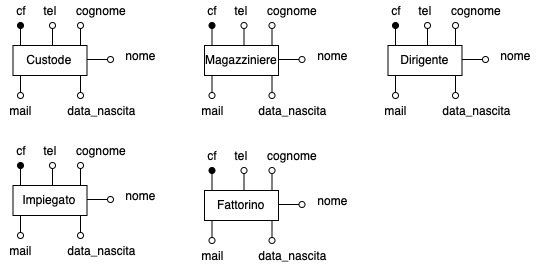 cf tel cognome cf tel cognome cf tel cognome
Custode nome Magazziniere nome Dirigente nome
mail data_nascita mail data_nascita mail data_nascita
cf tel cognome cf tel cognome
Impiegato nome Fattorino nome
mail data_nascita mail data_nascita